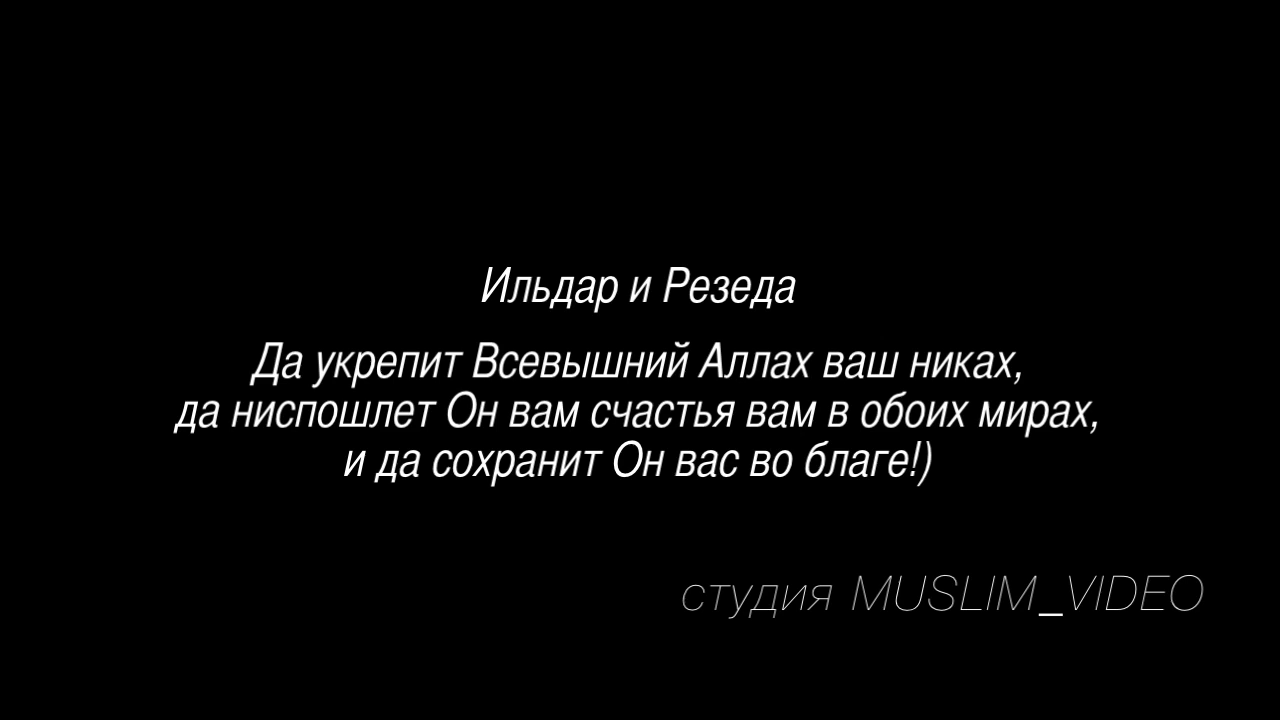 Ильдар и Резеда
Да укрепит Всевышний Аллах ваш никах,
да ниспошлет Он вам счастья вам в обоих мирах,
и да сохранит Он вас во благе!)
студия MUSLIM_VIDEO